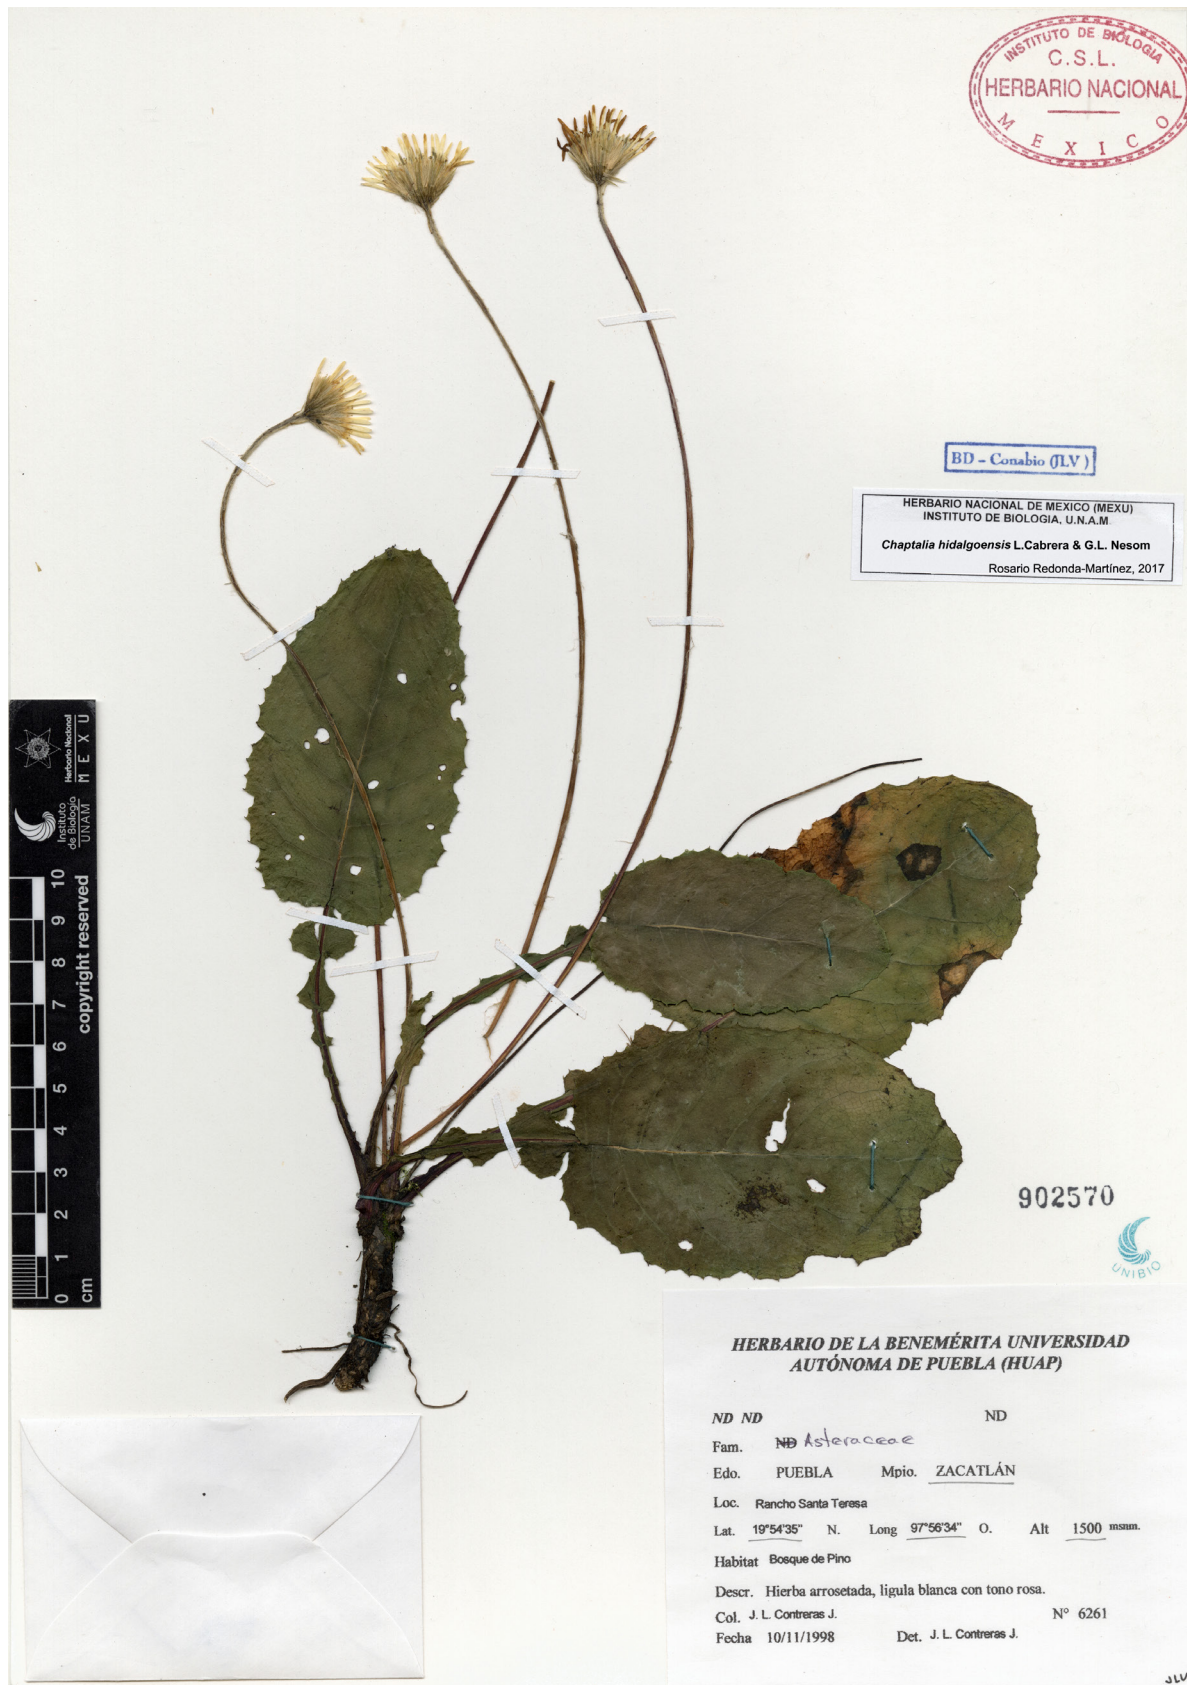 INSTITUTO DE BIOLOGIA
C.S.L.
HERBARIO NACIONAL
MEXICO
BD - Conabio (JLV)
HERBARIO NACIONAL DE MEXICO (MEXU)
INSTITUTO DE BIOLOGIA, U.N.A.M
Chaptalia hidalgoensis L.Cabrera & G.L. Nesom
Rosario Redonda-Martínez, 2017
Herbario Nacional
M E X U
Instituto
de Biología
UNAM
10
9
8
7
6
5
4
3
2
1
0
cm
copyright reserved
902570
UNIBIO
HERBARIO DE LA BENEMÉRITA UNIVERSIDAD
AUTÓNOMA DE PUEBLA (HUAP)
ND ND ND
Fam. ND Asteraceae
Edo. PUEBLA Mpio. ZACATLÁN
Loc. Rancho Santa Teresa
Lat. 19°54'35" N. Long 97°56'34" O. Alt 1500 msnm.
Habitat Bosque de Pino
Descr. Hierba arrosetada, ligula blanca con tono rosa.
Col. J. L. Contreras J. N° 6261
Fecha 10/11/1998 Det. J. L. Contreras J.
JLV